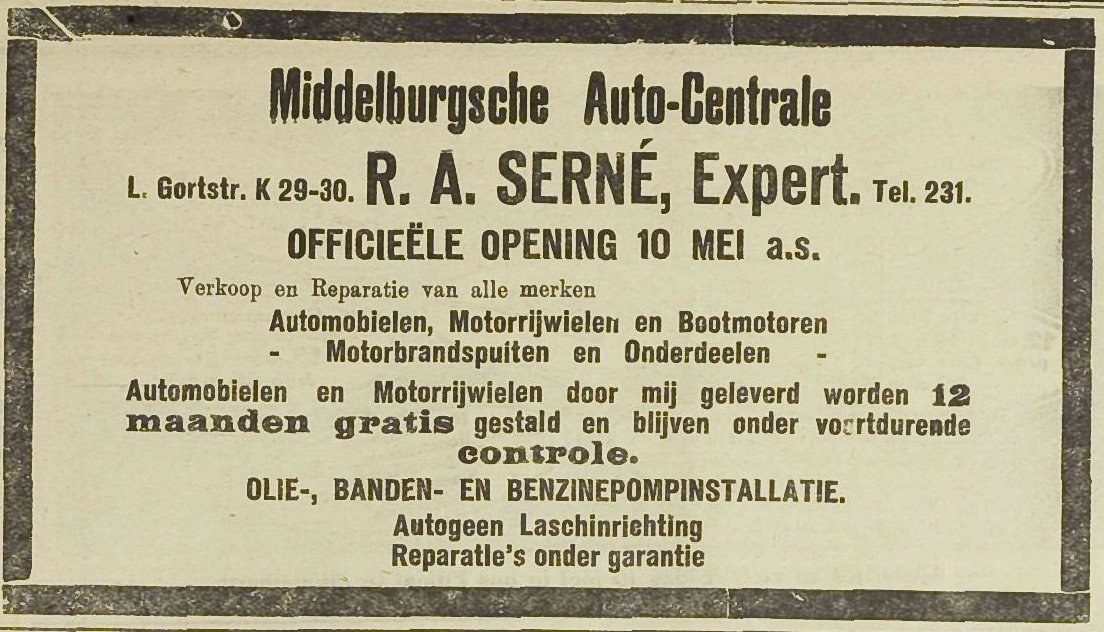 Middelburgsche Auto-Centrale
L. Gortstr. K 29-30. R. A. SERNÉ, Expert. Tel. 231.
OFFICIEËLE OPENING 10 MEI a.s.
Verkoop en Reparatie van alle merken
Automobielen, Motorrijwielen en Bootmotoren
- Motorbrandspuiten en Onderdeelen -
Automobielen en Motorrijwielen door mij geleverd worden 12
maanden gratis gestald en blijven onder voortdurende
controle.
OLIE-, BANDEN- EN BENZINEPOMPINSTALLATIE.
Autogeen Laschinrichting
Reparatie's onder garantie